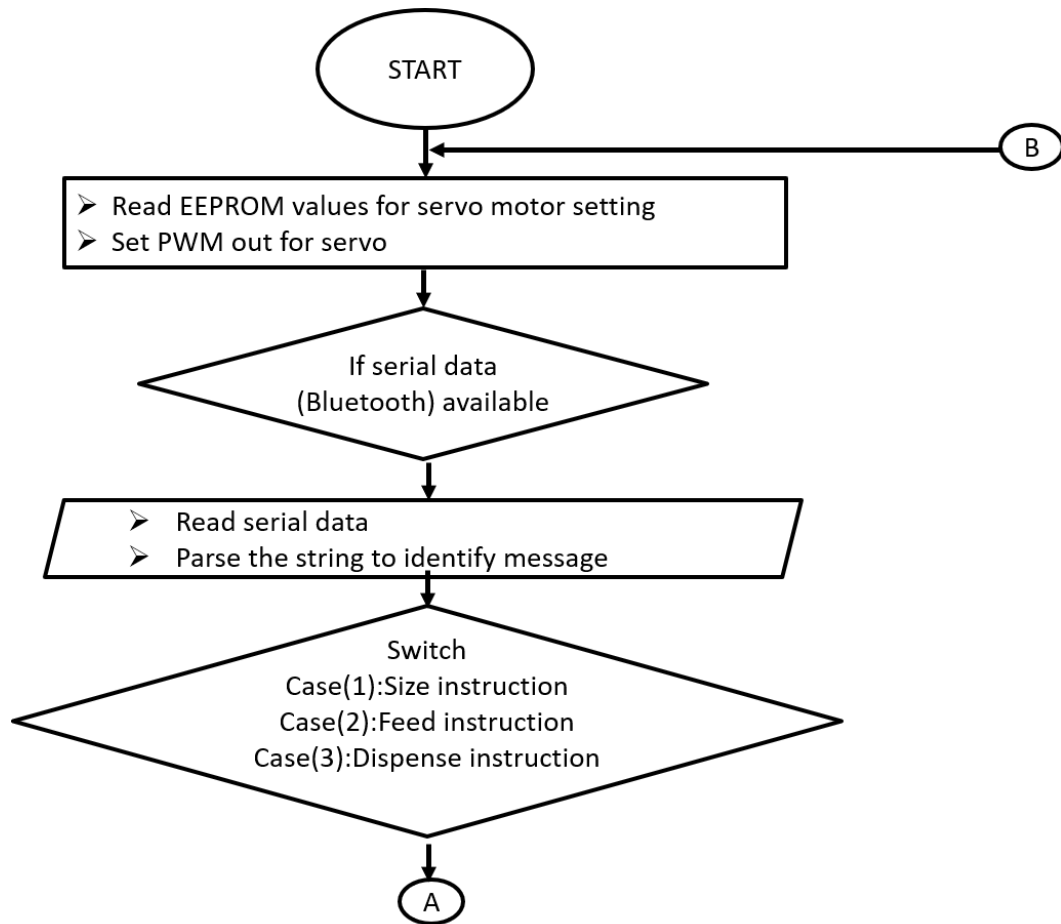 START
B
➢ Read EEPROM values for servo motor setting
➢ Set PWM out for servo
If serial data
(Bluetooth) available
➢ Read serial data
➢ Parse the string to identify message
Switch
Case(1):Size instruction
Case(2):Feed instruction
Case(3):Dispense instruction
A